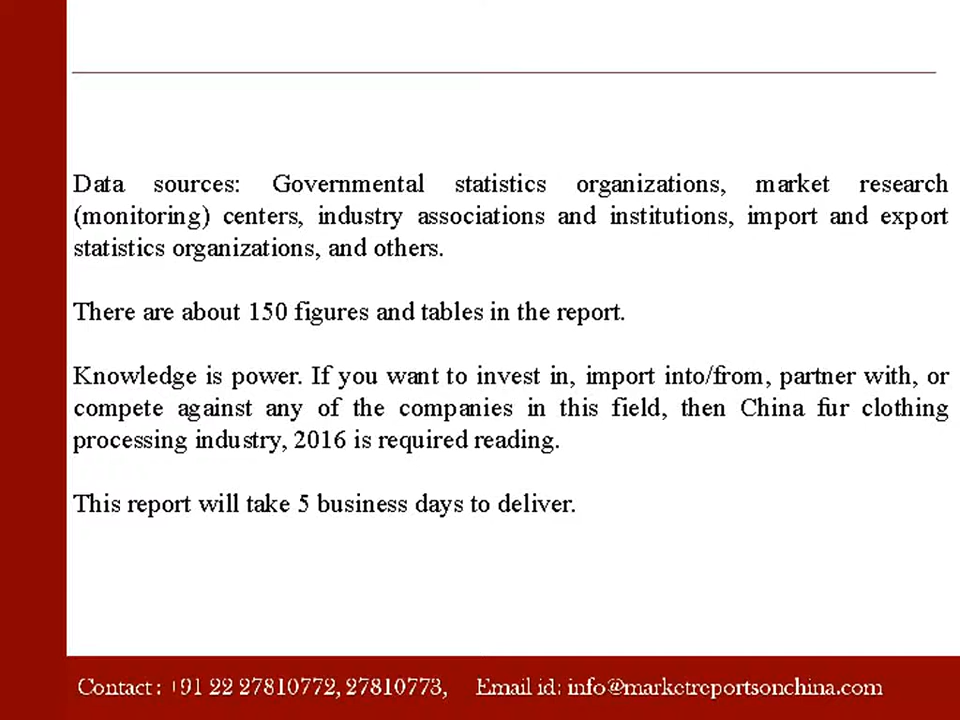 Data sources: Governmental statistics organizations, market research
(monitoring) centers, industry associations and institutions, import and export
statistics organizations, and others.
There are about 150 figures and tables in the report.
Knowledge is power. If you want to invest in, import into/from, partner with, or
compete against any of the companies in this field, then China fur clothing
processing industry, 2016 is required reading.
This report will take 5 business days to deliver.
Contact : +91 22 27810772, 27810773, Email id: info@marketreportsonchina.com